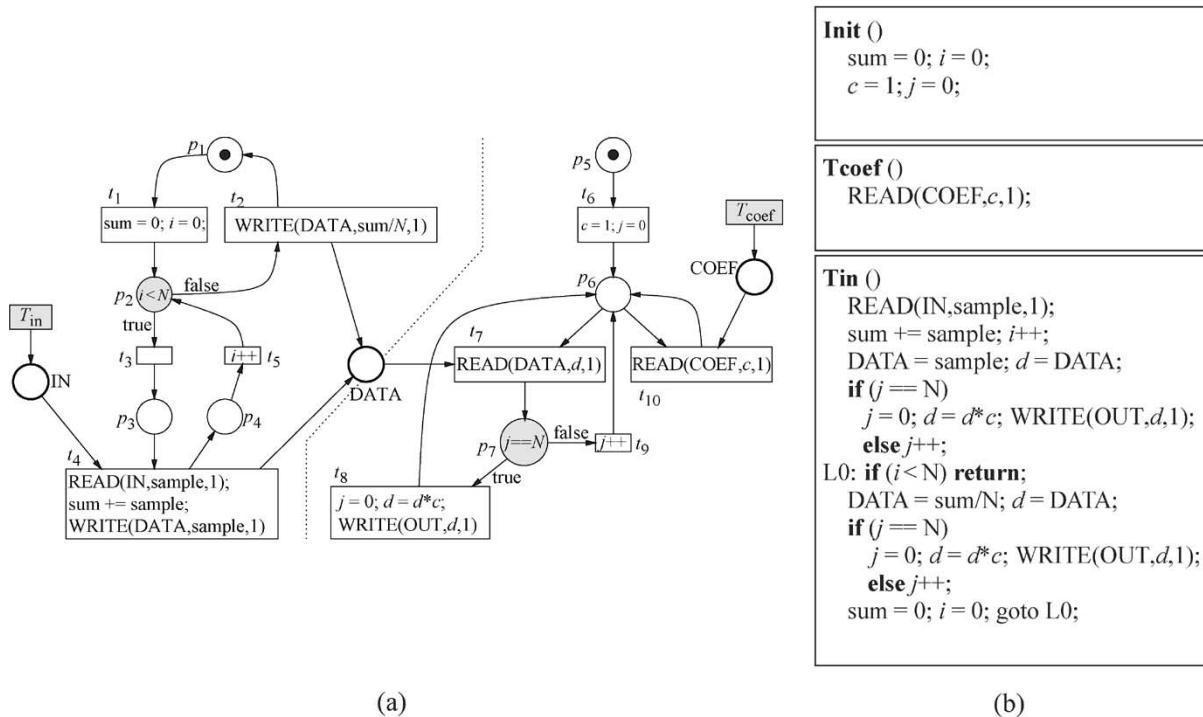 p1
t1
sum = 0; i = 0;
t2
WRITE(DATA,sum/N,1)
p2
i<N
false
true
Tin
IN
t3
i++
t5
p3
p4
t4
READ(IN,sample,1);
sum += sample;
WRITE(DATA,sample,1)
DATA
p5
t6
c = 1; j = 0
Tcoef
COEF
p6
t7
READ(DATA,d,1)
READ(COEF,c,1)
t10
p7
j==N
false
j++
t9
true
t8
j = 0; d = d*c;
WRITE(OUT,d,1)
(a)
Init ()
sum = 0; i = 0;
c = 1; j = 0;
Tcoef ()
READ(COEF,c,1);
Tin ()
READ(IN,sample,1);
sum += sample; i++;
DATA = sample; d = DATA;
if (j == N)
j = 0; d = d*c; WRITE(OUT,d,1);
else j++;
L0: if (i < N) return;
DATA = sum/N; d = DATA;
if (j == N)
j = 0; d = d*c; WRITE(OUT,d,1);
else j++;
sum = 0; i = 0; goto L0;
(b)